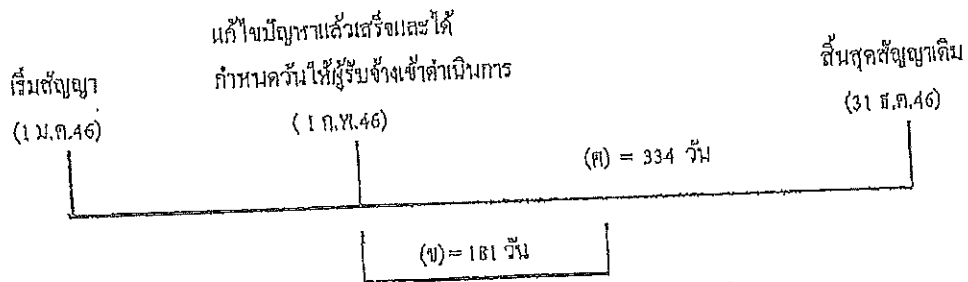 แก้ไขปัญหาแล้วเสร็จและได้
เริ่มสัญญา กำหนดวันให้ผู้รับจ้างเข้าดำเนินการ สิ้นสุดสัญญาเดิม
(1 ม.ค.46) ( 1 ก.พ.46) (31 ธ.ค.46)
(ค) = 334 วัน
(ข) = 181 วัน